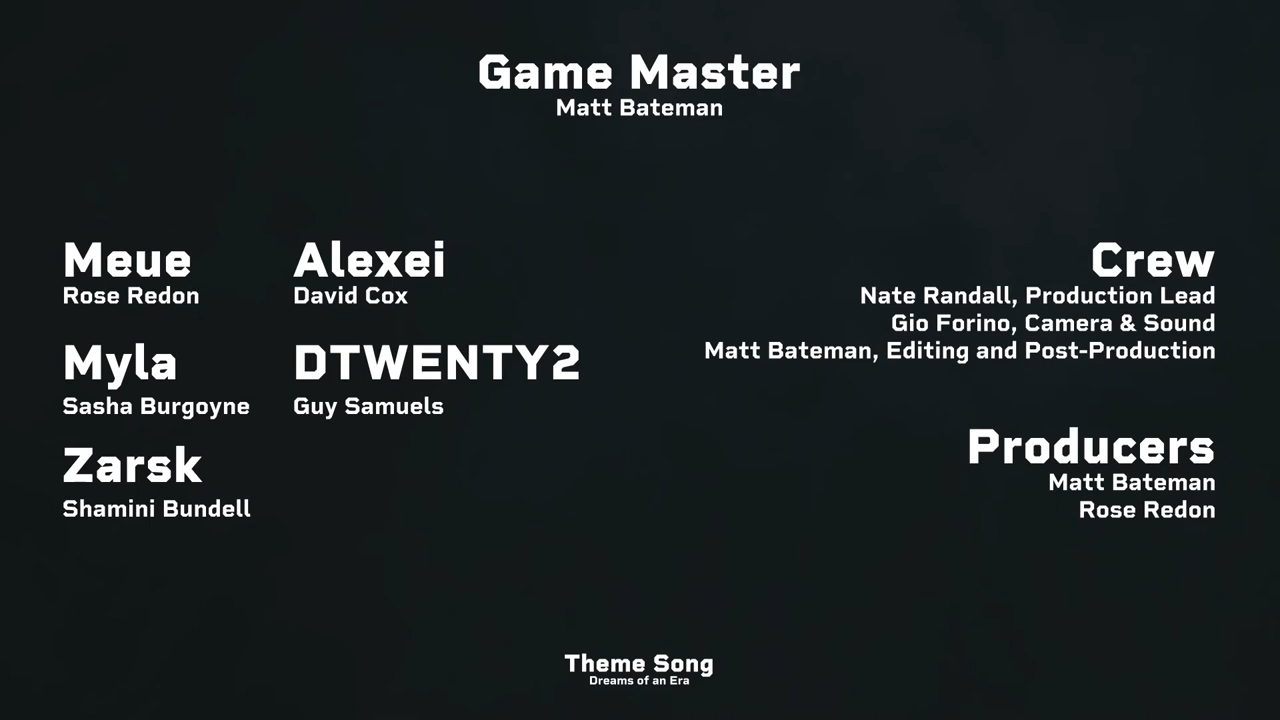 Game Master
Matt Bateman
Meue
Rose Redon
Alexei
David Cox
Myla
Sasha Burgoyne
DTWENTY2
Guy Samuels
Zarsk
Shamini Bundell
Crew
Nate Randall, Production Lead
Gio Forino, Camera & Sound
Matt Bateman, Editing and Post-Production
Producers
Matt Bateman
Rose Redon
Theme Song
Dreams of an Era